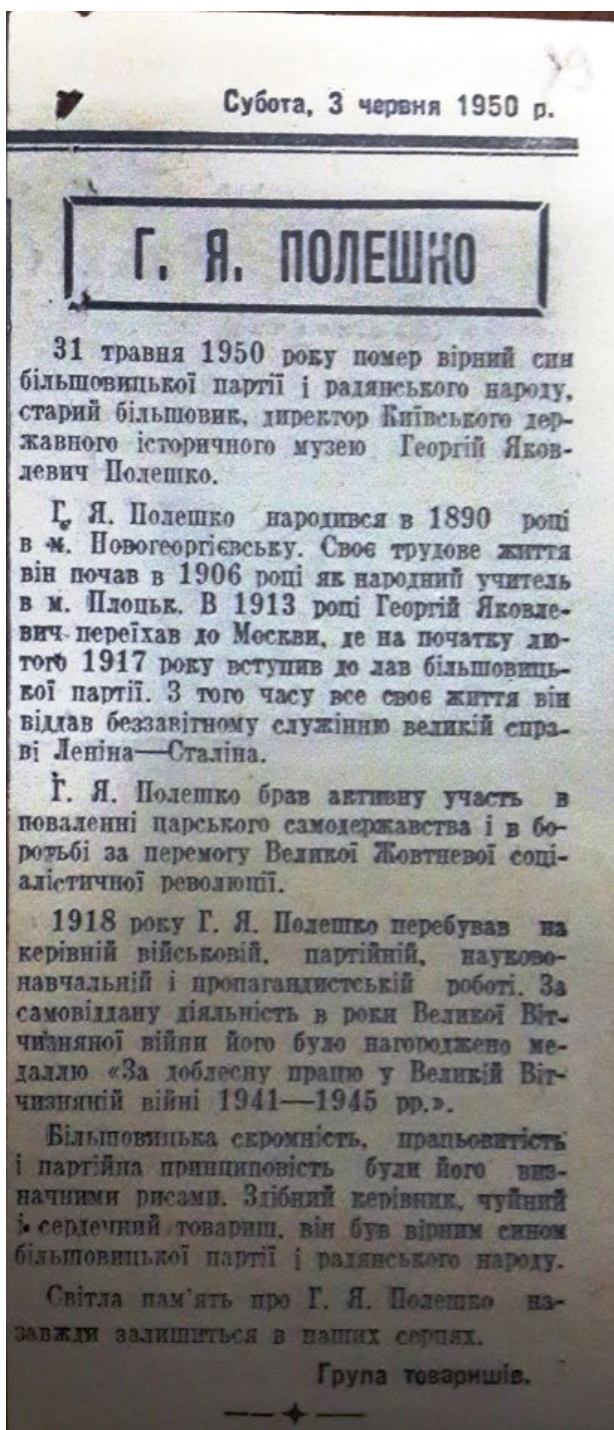 Субота, 3 червня 1950 р.
Г. Я. ПОЛЕШКО
31 травня 1950 року помер вірний син
більшовицької партії і радянського народу,
старий більшовик, директор Київського дер-
жавного історичного музею Георгій Яков-
левич Полешко.
Г. Я. Полешко народився в 1890 році
в м. Новогеоргієвську. Своє трудове життя
він почав в 1906 році як народний учитель
в м. Плоцьк. В 1913 році Георгій Яковле-
вич переїхав до Москви, де на початку лю-
того 1917 року вступив до лав більшовиць-
кої партії. З того часу все своє життя він
віддав беззавітному служінню великій спра-
ві Леніна—Сталіна.
Г. Я. Полешко брав активну участь в
поваленні царського самодержавства і в бо-
ротьбі за перемогу Великої Жовтневої соці-
алістичної революції.
1918 року Г. Я. Полешко перебував на
керівній військовій, партійній, науково-
навчальній і пропагандистській роботі. За
самовіддану діяльність в роки Великої Віт-
чизняної війни його було нагороджено ме-
даллю «За доблесну працю у Великій Віт-
чизняній війні 1941—1945 рр.».
Більшовицька скромність, працьовитість
і партійна принциповість були його виз-
начними рисами. Здібний керівник, чуйний
і сердечний товариш, він був вірним сином
більшовицької партії і радянського народу.
Світла пам'ять про Г. Я. Полешко на-
завжди залишиться в наших серцях.
Група товаришів.